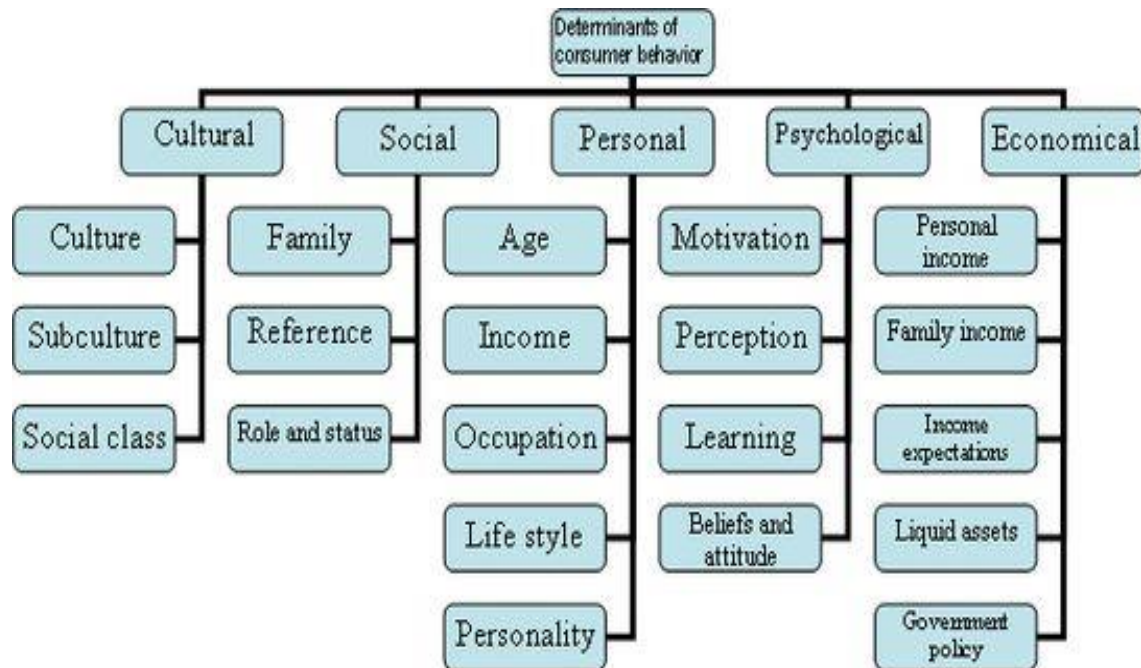 Determinants of
consumer behavior
Cultural
Social
Personal
Psychological
Economical
Culture
Subculture
Social class
Family
Reference
Role and status
Age
Income
Occupation
Life style
Personality
Motivation
Perception
Learning
Beliefs and
attitude
Personal
income
Family income
Income
expectations
Liquid assets
Government
policy